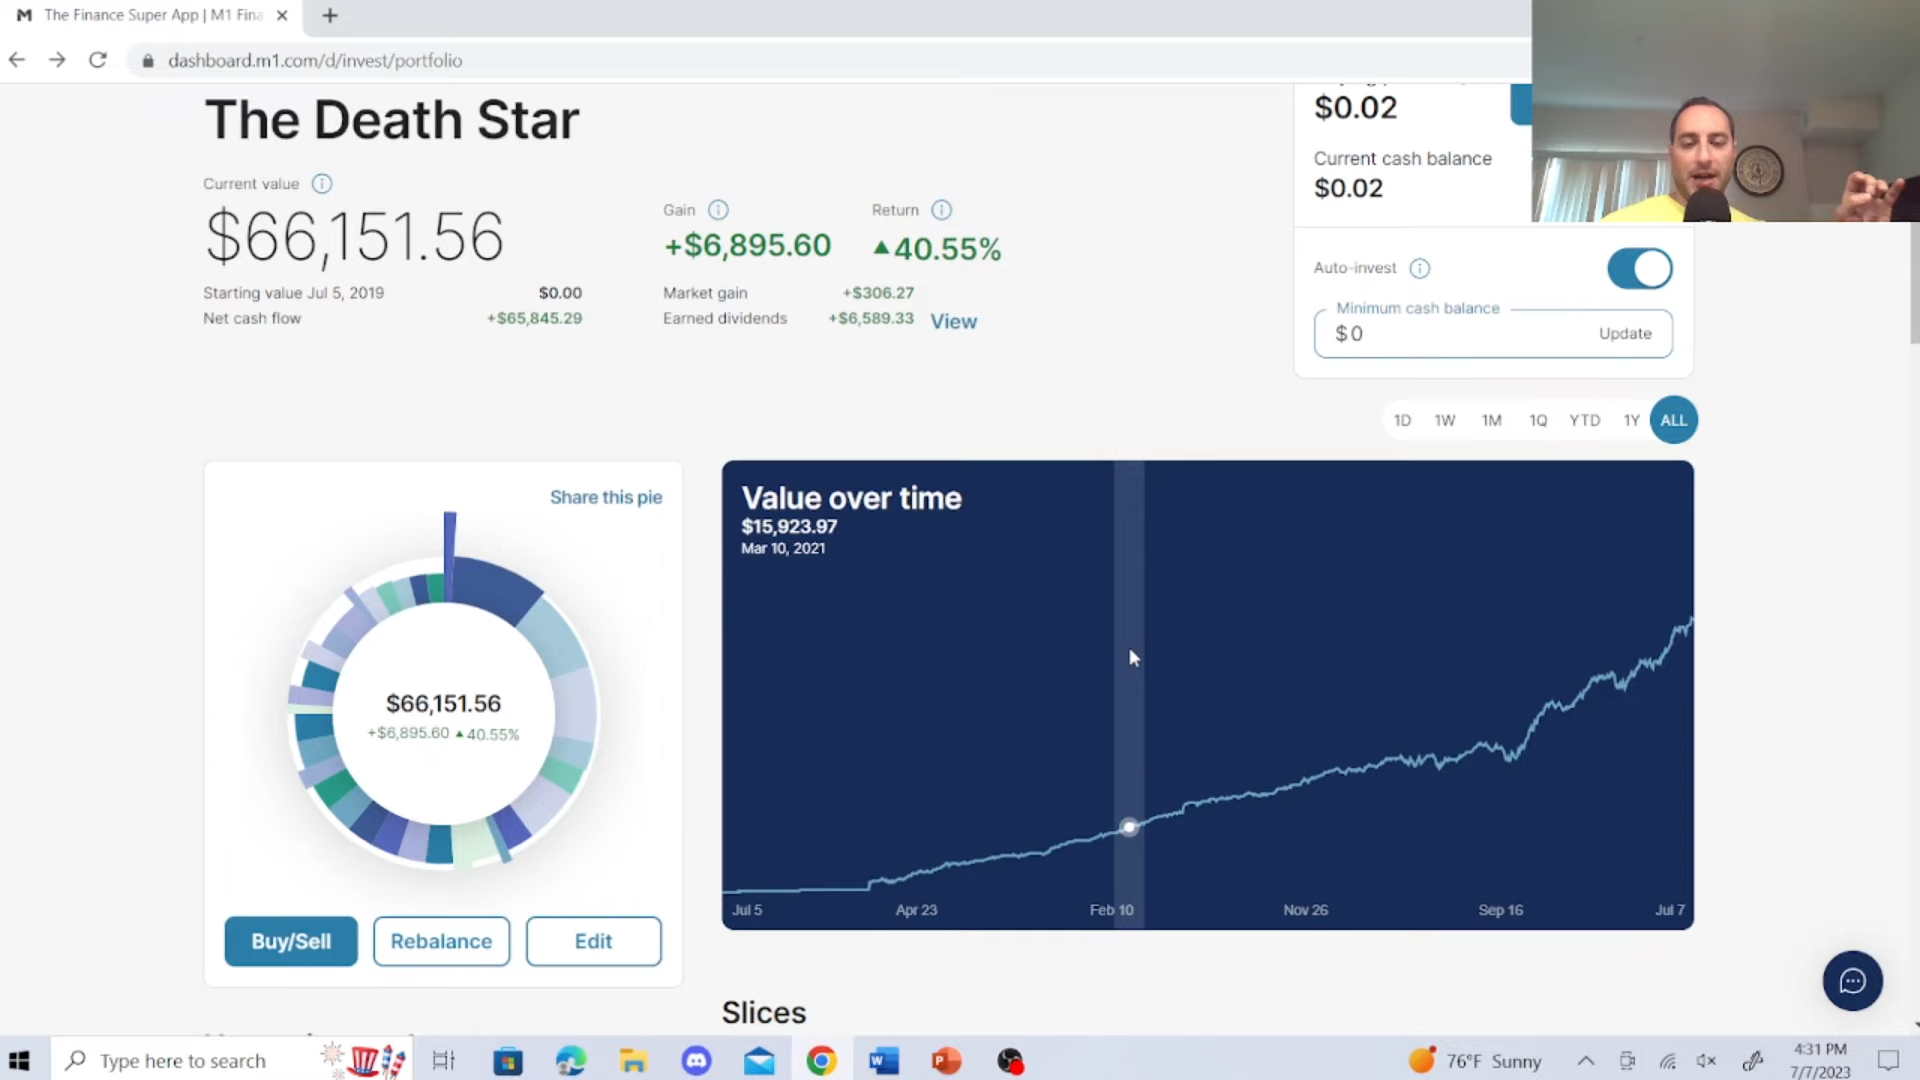 The Finance Super App | M1 Fina
dashboard.m1.com/d/invest/portfolio
The Death Star
Current value
$66,151.56
Starting value Jul 5, 2019 $0.00
Net cash flow +$65,845.29
Gain
+$6,895.60
Return
▲40.55%
Market gain +$306.27
Earned dividends +$6,589.33 View
$0.02
Current cash balance
$0.02
Auto-invest
Minimum cash balance
$0 Update
1D 1W 1M 1Q YTD 1Y ALL
Share this pie
$66,151.56
+$6,895.60 ▲40.55%
Buy/Sell Rebalance Edit
Value over time
$15,923.97
Mar 10, 2021
Jul 5 Apr 23 Feb 10 Nov 26 Sep 16 Jul 7
Slices
Type here to search
76°F Sunny
4:31 PM
7/7/2023